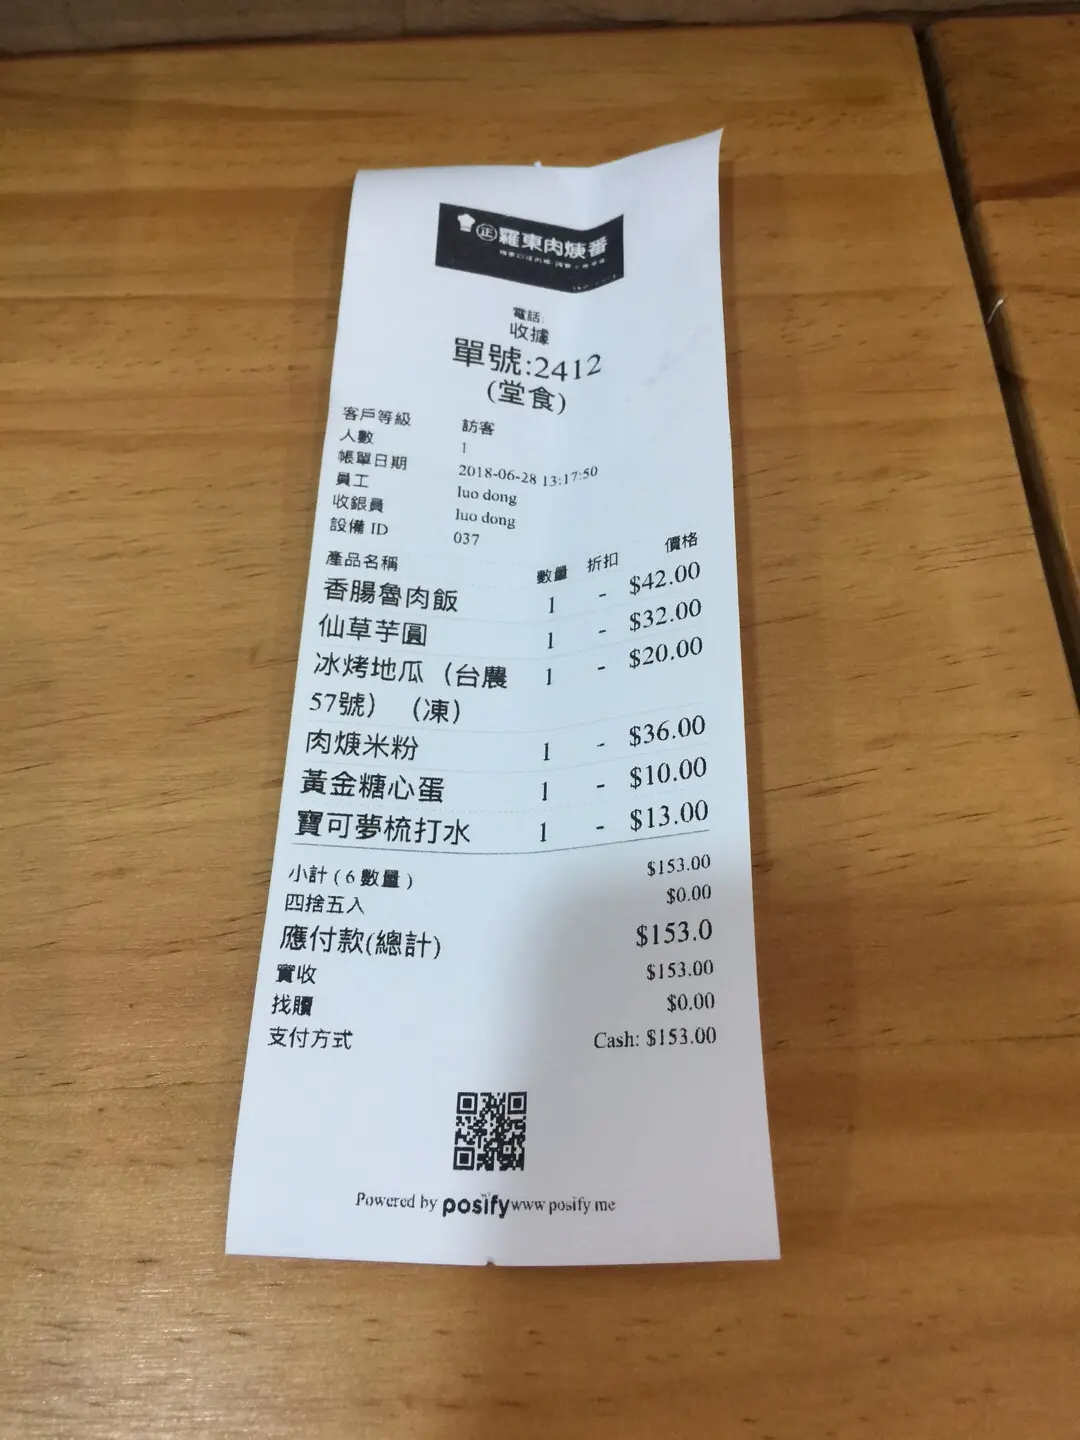 正 羅東肉焿番
電話:
收據
單號:2412
(堂食)
客戶等級 訪客
人數 1
帳單日期 2018-06-28 13:17:50
員工 luo dong
收銀員 luo dong
設備 ID 037
產品名稱 數量 折扣 價格
香腸魯肉飯 1 - $42.00
仙草芋圓 1 - $32.00
冰烤地瓜（台農 1 - $20.00
57號）（凍）
肉焿米粉 1 - $36.00
黃金糖心蛋 1 - $10.00
寶可夢梳打水 1 - $13.00
小計 ( 6 數量 ) $153.00
四捨五入 $0.00
應付款(總計) $153.0
實收 $153.00
找贖 $0.00
支付方式 Cash: $153.00
Powered by posify www posify me